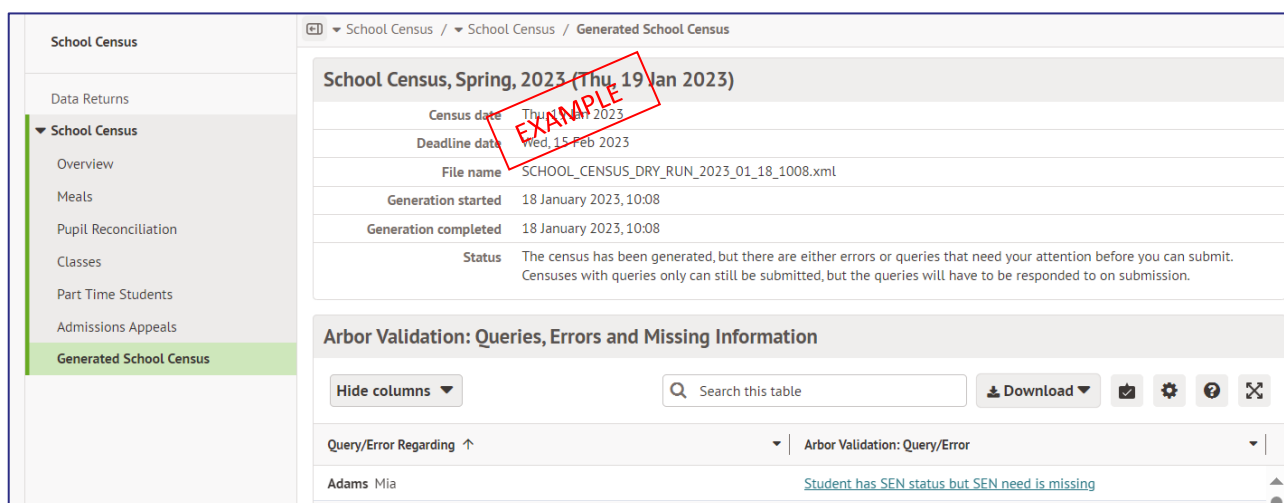 School Census
Data Returns
School Census
Overview
Meals
Pupil Reconciliation
Classes
Part Time Students
Admissions Appeals
Generated School Census
School Census / School Census / Generated School Census
School Census, Spring, 2023 (Thu, 19 Jan 2023)
EXAMPLE
Census date Thu, 19 Jan 2023
Deadline date Wed, 15 Feb 2023
File name SCHOOL_CENSUS_DRY_RUN_2023_01_18_1008.xml
Generation started 18 January 2023, 10:08
Generation completed 18 January 2023, 10:08
Status The census has been generated, but there are either errors or queries that need your attention before you can submit.
Censuses with queries only can still be submitted, but the queries will have to be responded to on submission.
Arbor Validation: Queries, Errors and Missing Information
Hide columns Search this table Download
Query/Error Regarding Arbor Validation: Query/Error
Adams Mia Student has SEN status but SEN need is missing